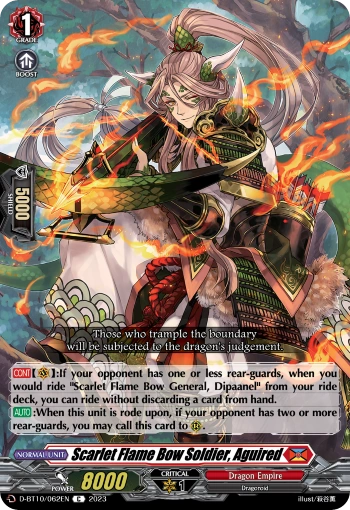 1
GRADE
BOOST
5000
SHIELD
Those who trample the boundary
will be subjected to the dragon's judgement.
CONT [ ]:If your opponent has one or less rear-guards, when you
would ride "Scarlet Flame Bow General, Dipaanel" from your ride
deck, you can ride without discarding a card from hand.
AUTO :When this unit is rode upon, if your opponent has two or more
rear-guards, you may call this card to .
NORMAL UNIT
Scarlet Flame Bow Soldier, Aguired
POWER 8000
CRITICAL
1
Dragon Empire
Dragoroid
D D-BT10/062EN C 2023
illust/萩谷薫